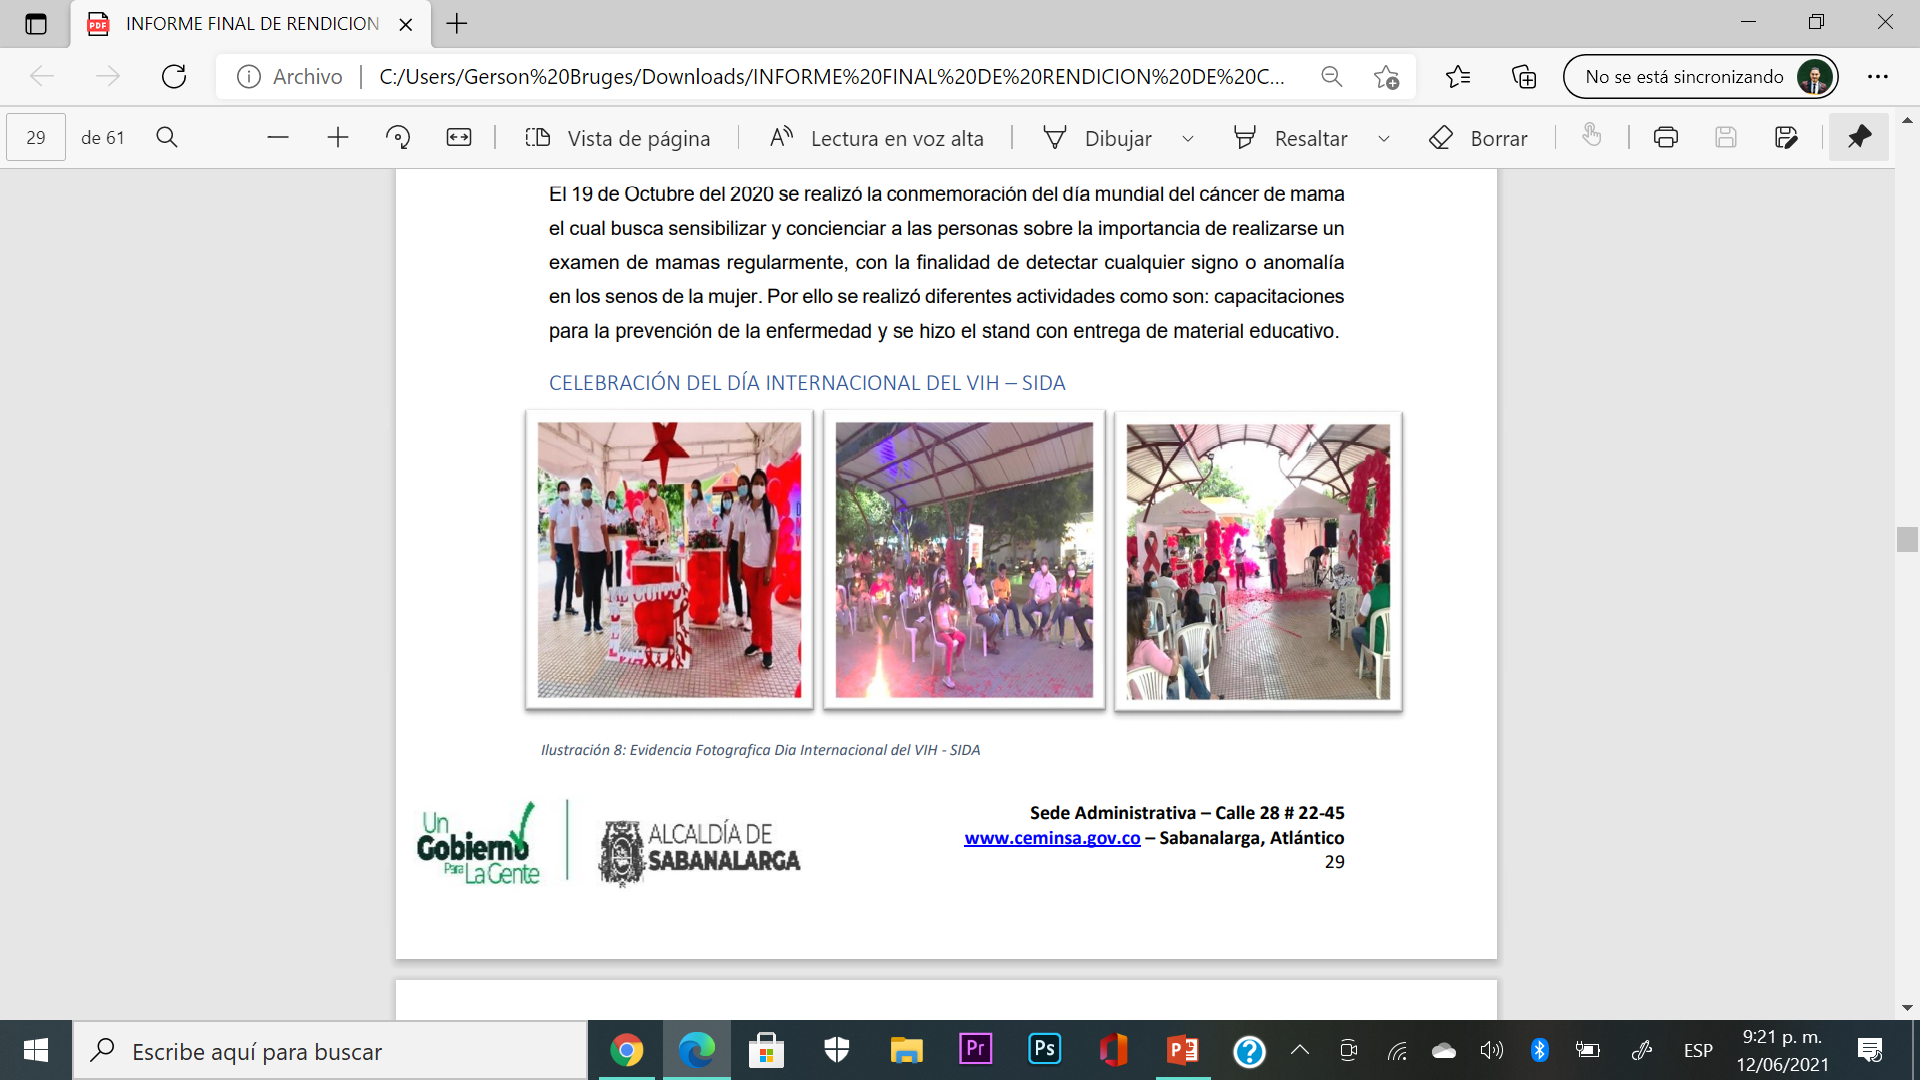 INFORME FINAL DE RENDICION
Archivo
C:/Users/Gerson%20Bruges/Downloads/INFORME%20FINAL%20DE%20RENDICION%20DE%20C...
No se está sincronizando
29 de 61
Vista de página
Lectura en voz alta
Dibujar
Resaltar
Borrar
El 19 de Octubre del 2020 se realizó la conmemoración del día mundial del cáncer de mama
el cual busca sensibilizar y concienciar a las personas sobre la importancia de realizarse un
examen de mamas regularmente, con la finalidad de detectar cualquier signo o anomalía
en los senos de la mujer. Por ello se realizó diferentes actividades como son: capacitaciones
para la prevención de la enfermedad y se hizo el stand con entrega de material educativo.
CELEBRACIÓN DEL DÍA INTERNACIONAL DEL VIH – SIDA
Ilustración 8: Evidencia Fotografica Dia Internacional del VIH - SIDA
Un
Gobierno
Para La Gente
ALCALDÍA DE
SABANALARGA
Sede Administrativa – Calle 28 # 22-45
www.ceminsa.gov.co – Sabanalarga, Atlántico
29
Escribe aquí para buscar
Pr
Ps
ESP
9:21 p. m.
12/06/2021